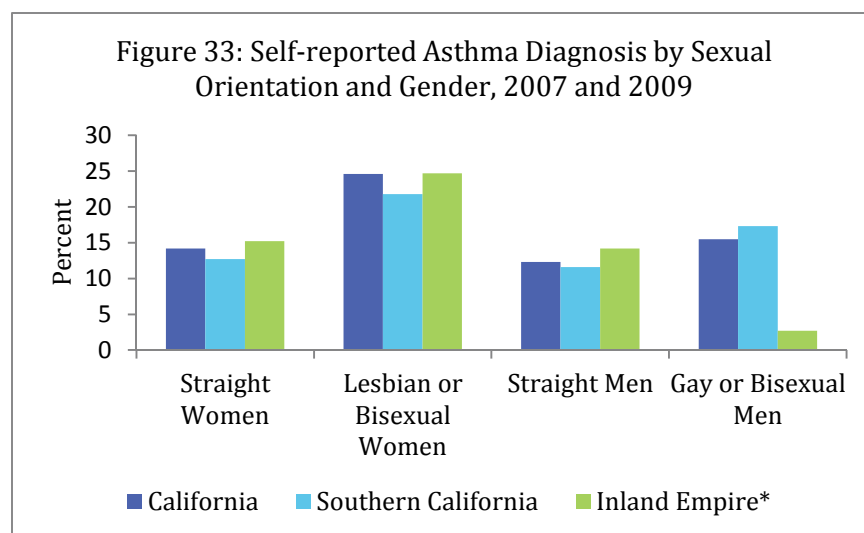 Figure 33: Self-reported Asthma Diagnosis by Sexual
Orientation and Gender, 2007 and 2009
Percent
30
25
20
15
10
5
0
Straight
Women
Lesbian or
Bisexual
Women
Straight Men
Gay or Bisexual
Men
California
Southern California
Inland Empire*